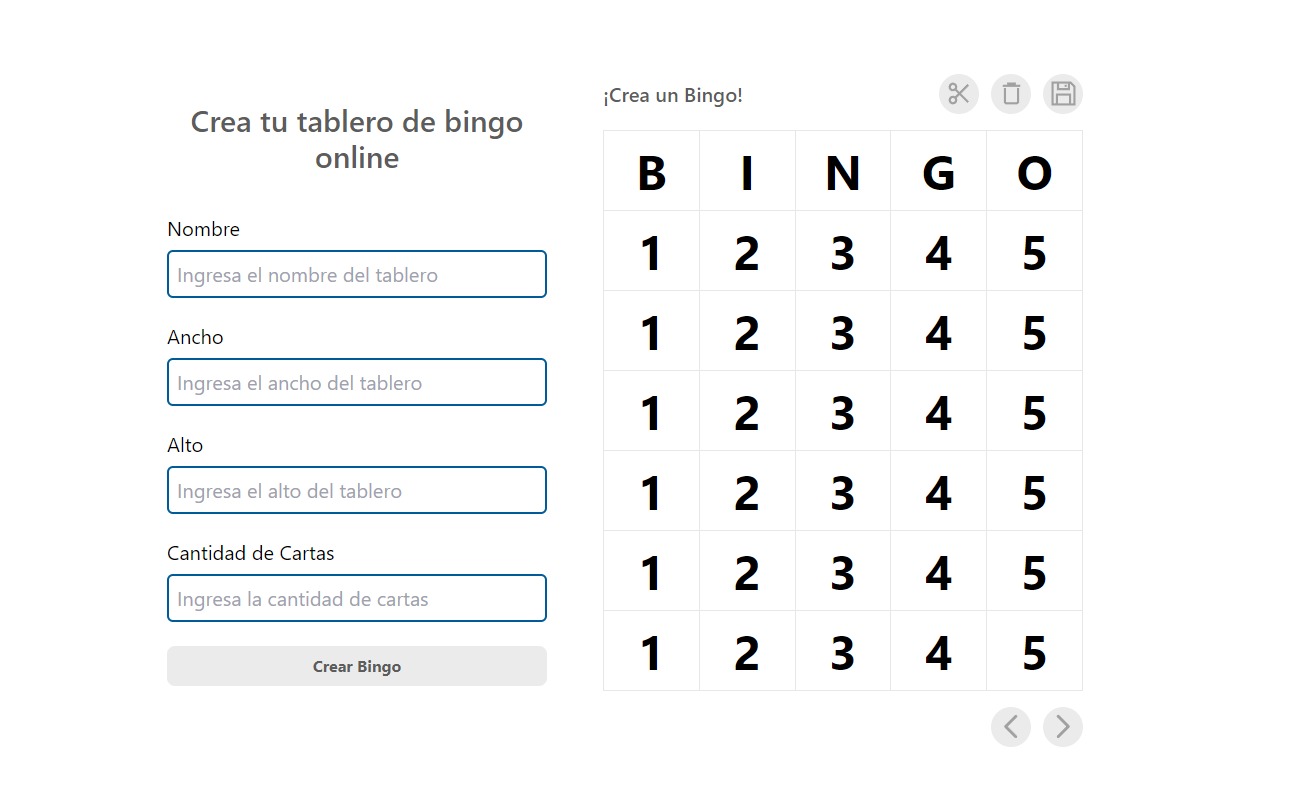 Crea tu tablero de bingo
online
Nombre
Ingresa el nombre del tablero
Ancho
Ingresa el ancho del tablero
Alto
Ingresa el alto del tablero
Cantidad de Cartas
Ingresa la cantidad de cartas
Crear Bingo
¡Crea un Bingo!
B I N G O
1 2 3 4 5
1 2 3 4 5
1 2 3 4 5
1 2 3 4 5
1 2 3 4 5
1 2 3 4 5